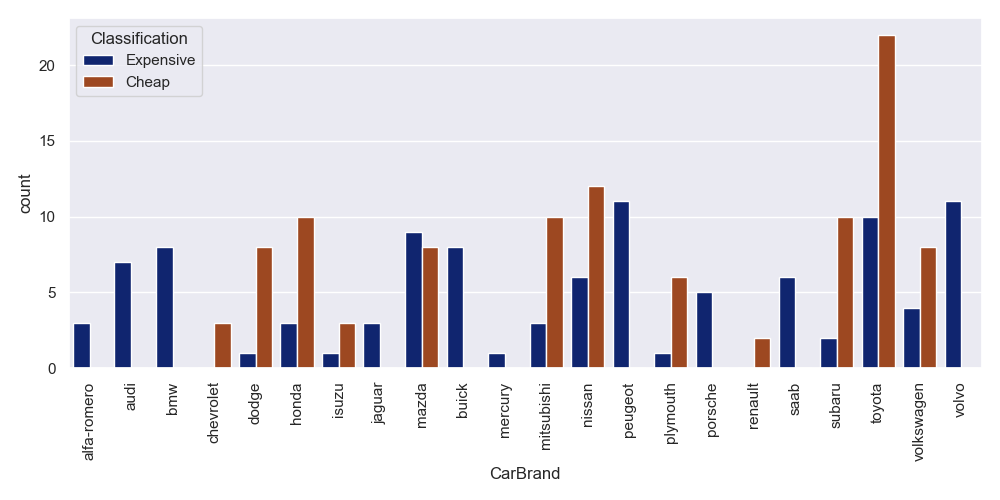 Classification
Expensive
Cheap
20
15
10
5
0
count
alfa-romero
audi
bmw
chevrolet
dodge
honda
isuzu
jaguar
mazda
buick
mercury
mitsubishi
nissan
peugeot
plymouth
porsche
renault
saab
subaru
toyota
volkswagen
volvo
CarBrand